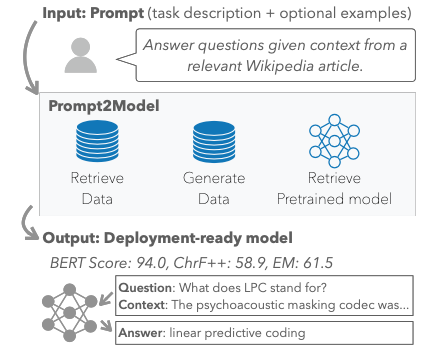 Input: Prompt (task description + optional examples)
Answer questions given context from a
relevant Wikipedia article.
Prompt2Model
Retrieve
Data
Generate
Data
Retrieve
Pretrained model
Output: Deployment-ready model
BERT Score: 94.0, ChrF++: 58.9, EM: 61.5
Question: What does LPC stand for?
Context: The psychoacoustic masking codec was...
Answer: linear predictive coding